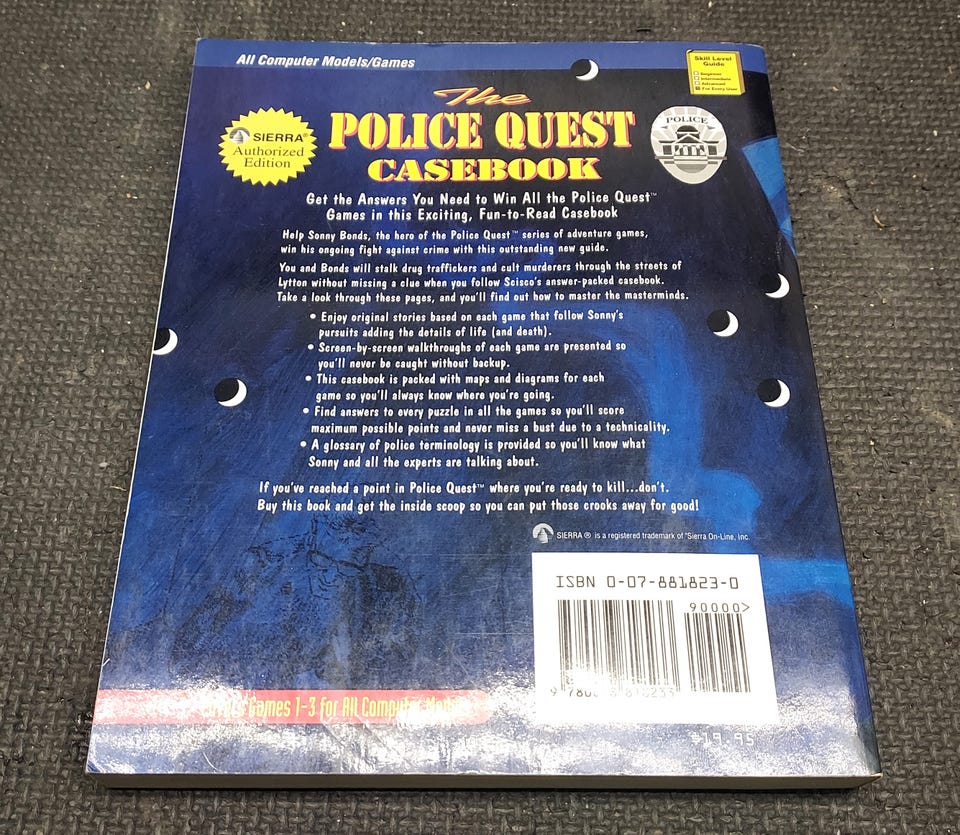 All Computer Models/Games
Skill Level
Guide
Beginner
Intermediate
Advanced
For Every User
The
POLICE QUEST
CASEBOOK
SIERRA®
Authorized
Edition
POLICE
Get the Answers You Need to Win All the Police Quest™
Games in this Exciting, Fun-to-Read Casebook
Help Sonny Bonds, the hero of the Police Quest™ series of adventure games,
win his ongoing fight against crime with this outstanding new guide.
You and Bonds will stalk drug traffickers and cult murderers through the streets of
Lytton without missing a clue when you follow Scisco's answer-packed casebook.
Take a look through these pages, and you'll find out how to master the masterminds.
• Enjoy original stories based on each game that follow Sonny's
pursuits adding the details of life (and death).
• Screen-by-screen walkthroughs of each game are presented so
you'll never be caught without backup.
• This casebook is packed with maps and diagrams for each
game so you'll always know where you're going.
• Find answers to every puzzle in all the games so you'll score
maximum possible points and never miss a bust due to a technicality.
• A glossary of police terminology is provided so you'll know what
Sonny and all the experts are talking about.
If you've reached a point in Police Quest™ where you're ready to kill...don't.
Buy this book and get the inside scoop so you can put those crooks away for good!
SIERRA ® is a registered trademark of "Sierra On-Line, Inc.
ISBN 0-07-881823-0
90000>
Games 1-3 for All Computer
$19.95